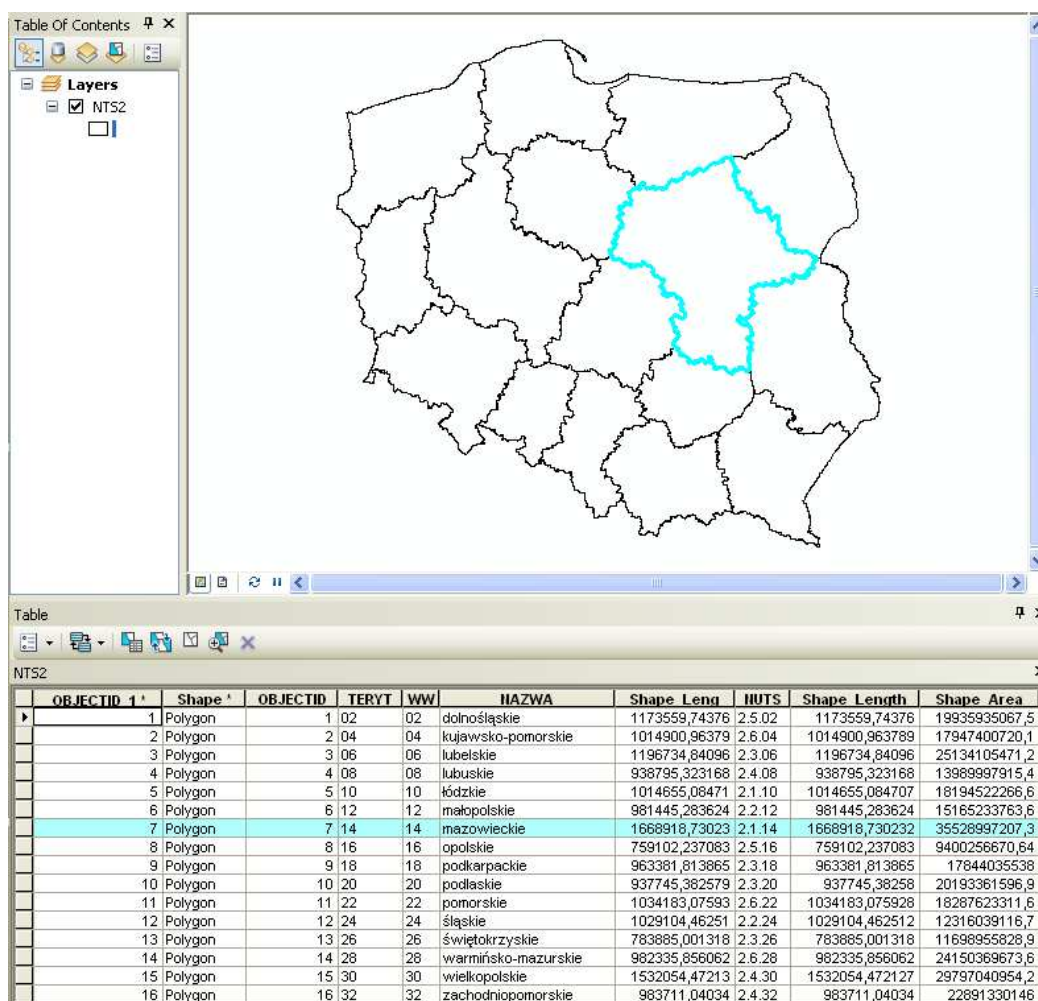 Table Of Contents
Layers
NTS2
Table
NTS2
OBJECTID_1 * Shape * OBJECTID TERYT WW NAZWA Shape_Leng NUTS Shape_Length Shape_Area
1 Polygon 1 02 02 dolnośląskie 1173559,74376 2.5.02 1173559,74376 19935935067,5
2 Polygon 2 04 04 kujawsko-pomorskie 1014900,96379 2.6.04 1014900,963789 17947400720,1
3 Polygon 3 06 06 lubelskie 1196734,84096 2.3.06 1196734,84096 25134105471,2
4 Polygon 4 08 08 lubuskie 938795,323168 2.4.08 938795,323168 13989997915,4
5 Polygon 5 10 10 łódzkie 1014655,08471 2.1.10 1014655,084707 18194522266,6
6 Polygon 6 12 12 małopolskie 981445,283624 2.2.12 981445,283624 15165233763,6
7 Polygon 7 14 14 mazowieckie 1668918,73023 2.1.14 1668918,730232 35528997207,3
8 Polygon 8 16 16 opolskie 759102,237083 2.5.16 759102,237083 9400256670,64
9 Polygon 9 18 18 podkarpackie 963381,813865 2.3.18 963381,813865 17844035538
10 Polygon 10 20 20 podlaskie 937745,382579 2.3.20 937745,38258 20193361596,9
11 Polygon 11 22 22 pomorskie 1034183,07593 2.6.22 1034183,075928 18287623311,6
12 Polygon 12 24 24 śląskie 1029104,46251 2.2.24 1029104,462512 12316039116,7
13 Polygon 13 26 26 świętokrzyskie 783885,001318 2.3.26 783885,001318 11698955828,9
14 Polygon 14 28 28 warmińsko-mazurskie 982335,856062 2.6.28 982335,856062 24150369673,6
15 Polygon 15 30 30 wielkopolskie 1532054,47213 2.4.30 1532054,472127 29797040954,2
16 Polygon 16 32 32 zachodniopomorskie 983711,04034 2.4.32 983711,04034 22891330146